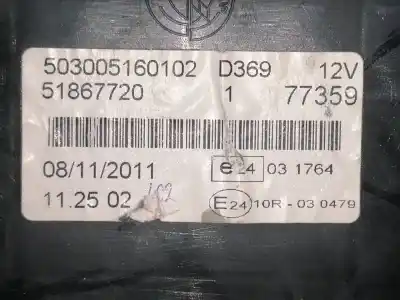 503005160102 D369 12V
51867720 1 77359
08/11/2011 e24 03 1764
11.25 02 E24 10R - 03 0479